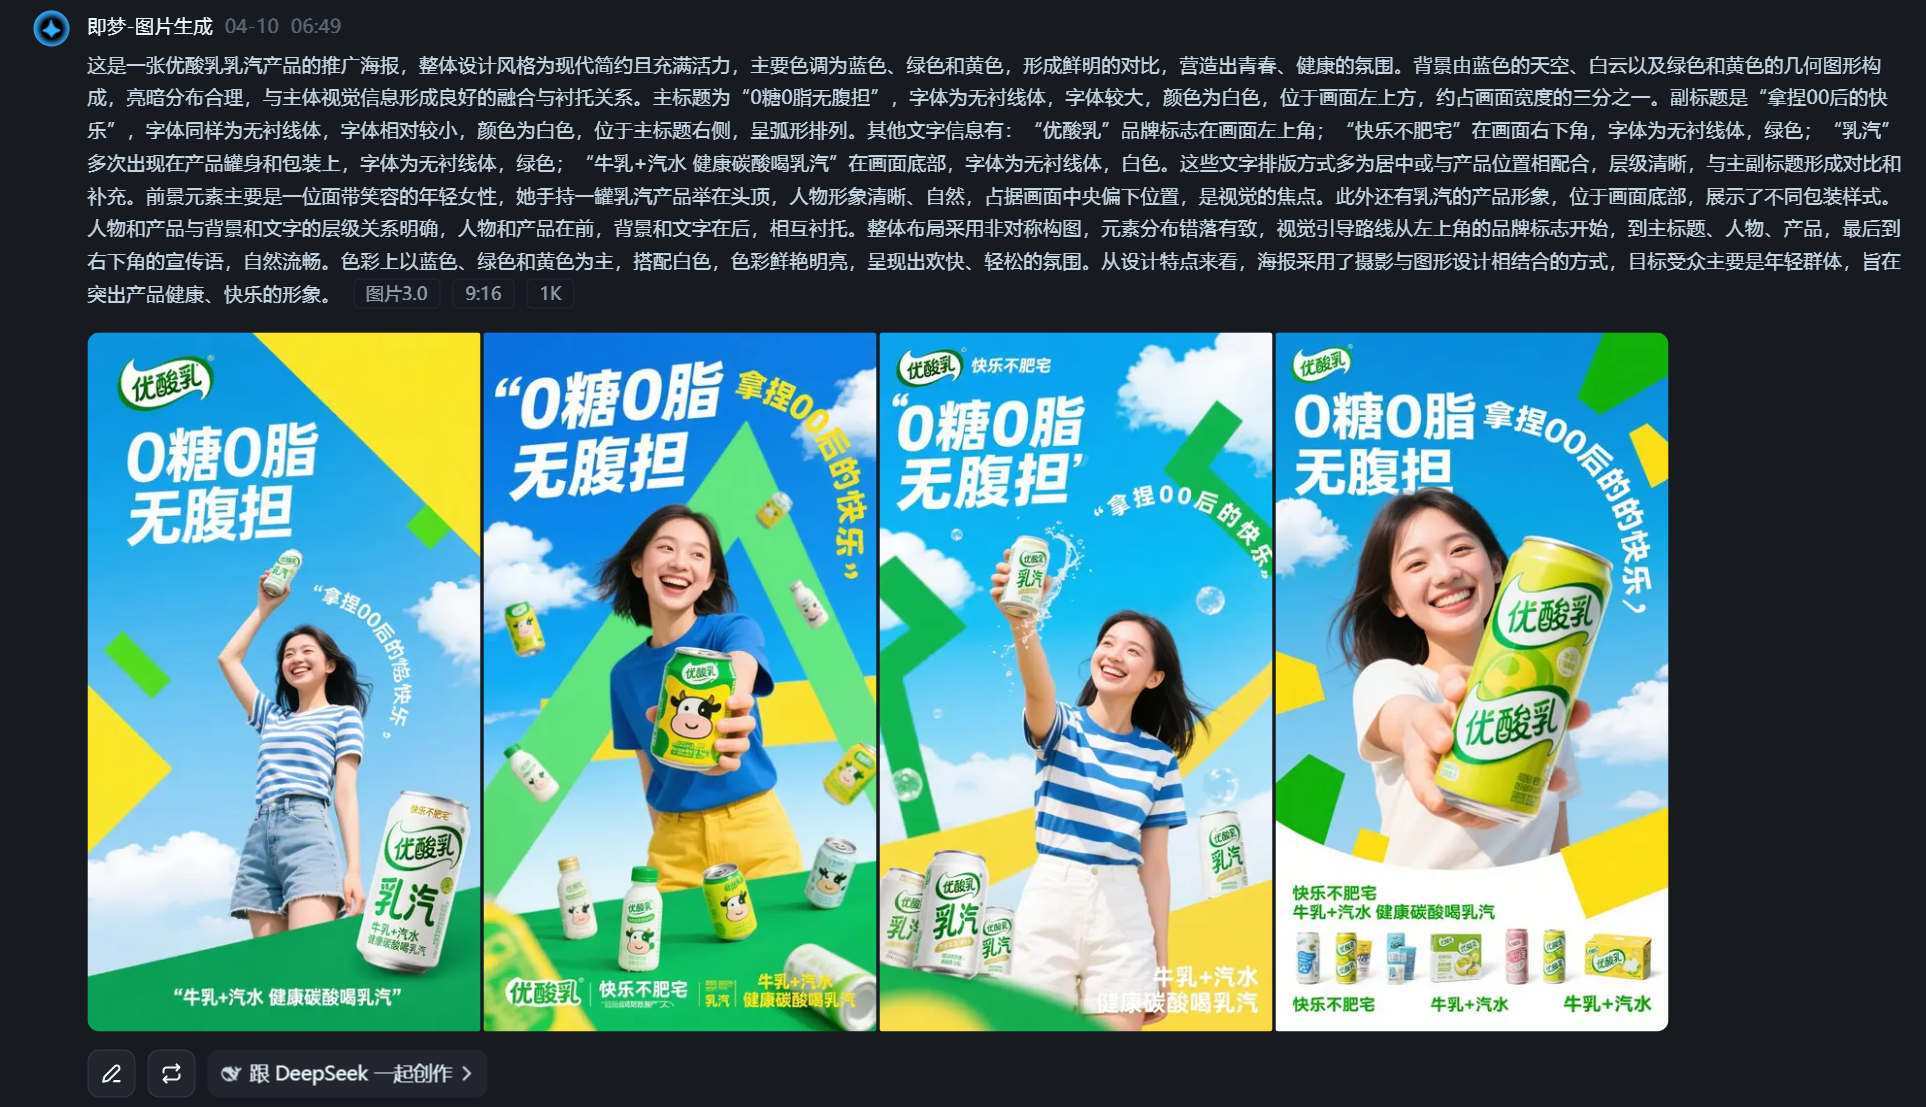 即梦-图片生成 04-10 06:49
这是一张优酸乳乳汽产品的推广海报，整体设计风格为现代简约且充满活力，主要色调为蓝色、绿色和黄色，形成鲜明的对比，营造出青春、健康的氛围。背景由蓝色的天空、白云以及绿色和黄色的几何图形构
成，亮暗分布合理，与主体视觉信息形成良好的融合与衬托关系。主标题为“0糖0脂无腹担”，字体为无衬线体，字体较大，颜色为白色，位于画面左上方，约占画面宽度的三分之一。副标题是“拿捏00后的快
乐”，字体同样为无衬线体，字体相对较小，颜色为白色，位于主标题右侧，呈弧形排列。其他文字信息有：“优酸乳”品牌标志在画面左上角；“快乐不肥宅”在画面右下角，字体为无衬线体，绿色；“乳汽”
多次出现在产品罐身和包装上，字体为无衬线体，绿色；“牛乳+汽水 健康碳酸喝乳汽”在画面底部，字体为无衬线体，白色。这些文字排版方式多为居中或与产品位置相配合，层级清晰，与主副标题形成对比和
补充。前景元素主要是一位面带笑容的年轻女性，她手持一罐乳汽产品举在头顶，人物形象清晰、自然，占据画面中央偏下位置，是视觉的焦点。此外还有乳汽的产品形象，位于画面底部，展示了不同包装样式。
人物和产品与背景和文字的层级关系明确，人物和产品在前，背景和文字在后，相互衬托。整体布局采用非对称构图，元素分布错落有致，视觉引导路线从左上角的品牌标志开始，到主标题、人物、产品，最后到
右下角的宣传语，自然流畅。色彩上以蓝色、绿色和黄色为主，搭配白色，色彩鲜艳明亮，呈现出欢快、轻松的氛围。从设计特点来看，海报采用了摄影与图形设计相结合的方式，目标受众主要是年轻群体，旨在
突出产品健康、快乐的形象。 图片3.0 9:16 1K
优酸乳
0糖0脂
无腹担
优酸乳
乳汽
“拿捏00后的 快乐。
快乐不肥宅
优酸乳
乳汽
牛乳+汽水
健康碳酸喝乳汽
“牛乳+汽水 健康碳酸喝乳汽”
“0糖0脂
无腹担
拿捏00后的快乐”
优酸乳
优酸乳
优酸乳
快乐不肥宅
乳汽
牛乳+汽水
健康碳酸喝乳汽
优酸乳
快乐不肥宅
“0糖0脂
无腹担’
“拿捏00后的快乐,
优酸乳
乳汽
优酸乳
乳汽
乳汽
优酸乳
乳汽
优酸乳
乳汽
牛乳+汽水
健康碳酸喝乳汽
优酸乳
0糖0脂
无腹担
拿捏00后的的快乐）
优酸乳
优酸乳
快乐不肥宅
牛乳+汽水 健康碳酸喝乳汽
优酸乳
快乐不肥宅
牛乳+汽水
牛乳+汽水
跟 DeepSeek 一起创作